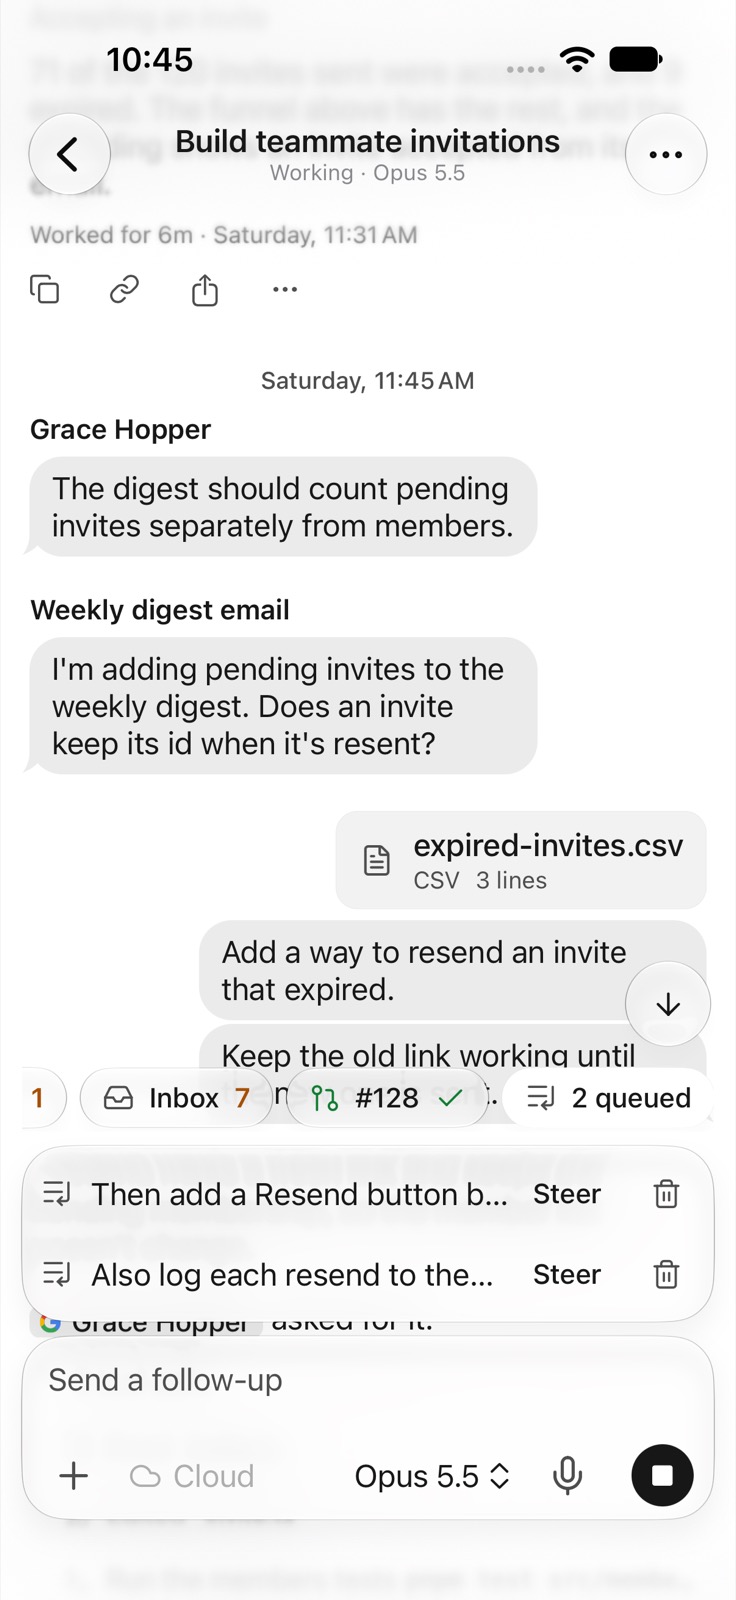 10:45
Build teammate invitations
Working · Opus 5.5
Worked for 6m · Saturday, 11:31 AM
Saturday, 11:45 AM
Grace Hopper
The digest should count pending
invites separately from members.
Weekly digest email
I'm adding pending invites to the
weekly digest. Does an invite
keep its id when it's resent?
expired-invites.csv
CSV 3 lines
Add a way to resend an invite
that expired.
Keep the old link working until
1
Inbox 7
#128
2 queued
Then add a Resend button b... Steer
Also log each resend to the... Steer
Grace Hopper asked for it.
Send a follow-up
Cloud
Opus 5.5